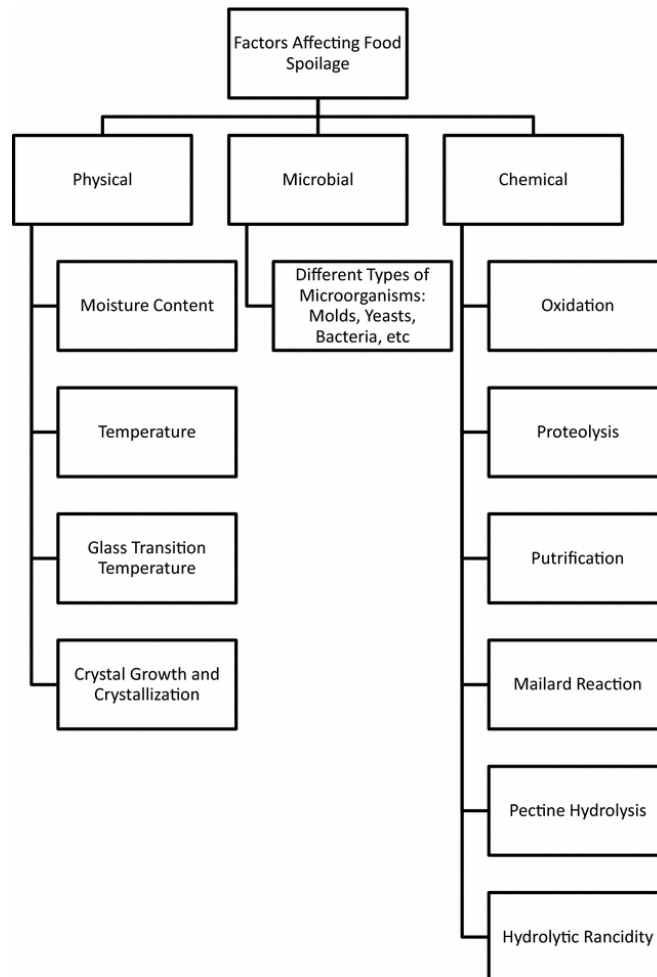 Factors Affecting Food
Spoilage
Physical
Microbial
Chemical
Moisture Content
Temperature
Glass Transition
Temperature
Crystal Growth and
Crystallization
Different Types of
Microorganisms:
Molds, Yeasts,
Bacteria, etc
Oxidation
Proteolysis
Putrification
Mailard Reaction
Pectine Hydrolysis
Hydrolytic Rancidity